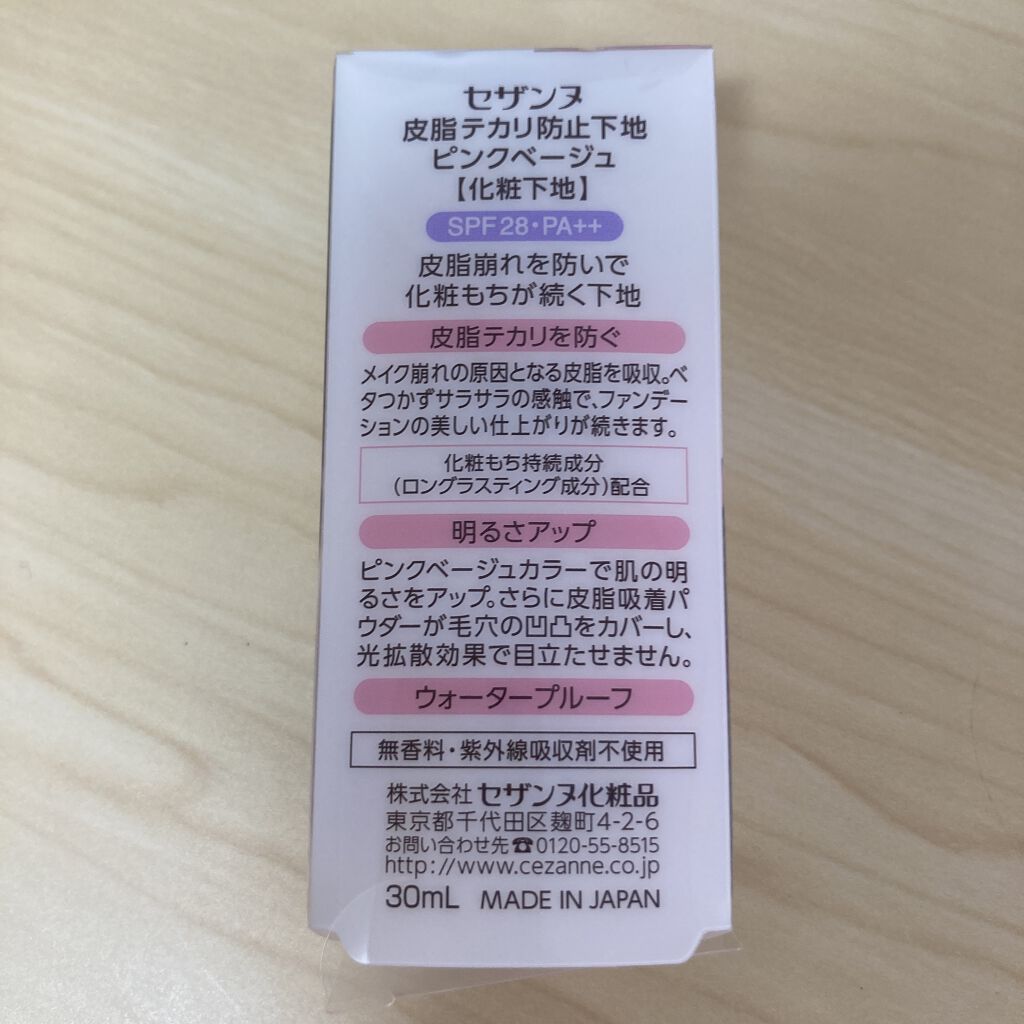 セザンヌ
皮脂テカリ防止下地
ピンクベージュ
【化粧下地】
SPF28・PA++
皮脂崩れを防いで
化粧もちが続く下地
皮脂テカリを防ぐ
メイク崩れの原因となる皮脂を吸収。ベ
タつかずサラサラの感触で、ファンデー
ションの美しい仕上がりが続きます。
化粧もち持続成分
(ロングラスティング成分)配合
明るさアップ
ピンクベージュカラーで肌の明
るさをアップ。さらに皮脂吸着パ
ウダーが毛穴の凹凸をカバーし、
光拡散効果で目立たせません。
ウォータープルーフ
無香料・紫外線吸収剤不使用
株式会社 セザンヌ化粧品
東京都千代田区麹町4-2-6
お問い合わせ先☎0120-55-8515
http://www.cezanne.co.jp
30mL MADE IN JAPAN